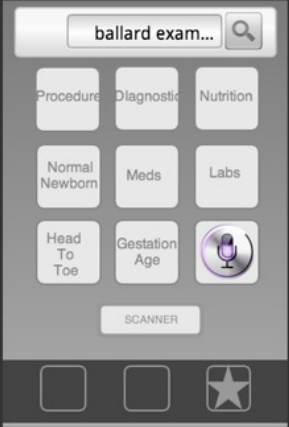 ballard exam...
Procedure
Diagnostic
Nutrition
Normal
Newborn
Meds
Labs
Head
To
Toe
Gestation
Age
SCANNER